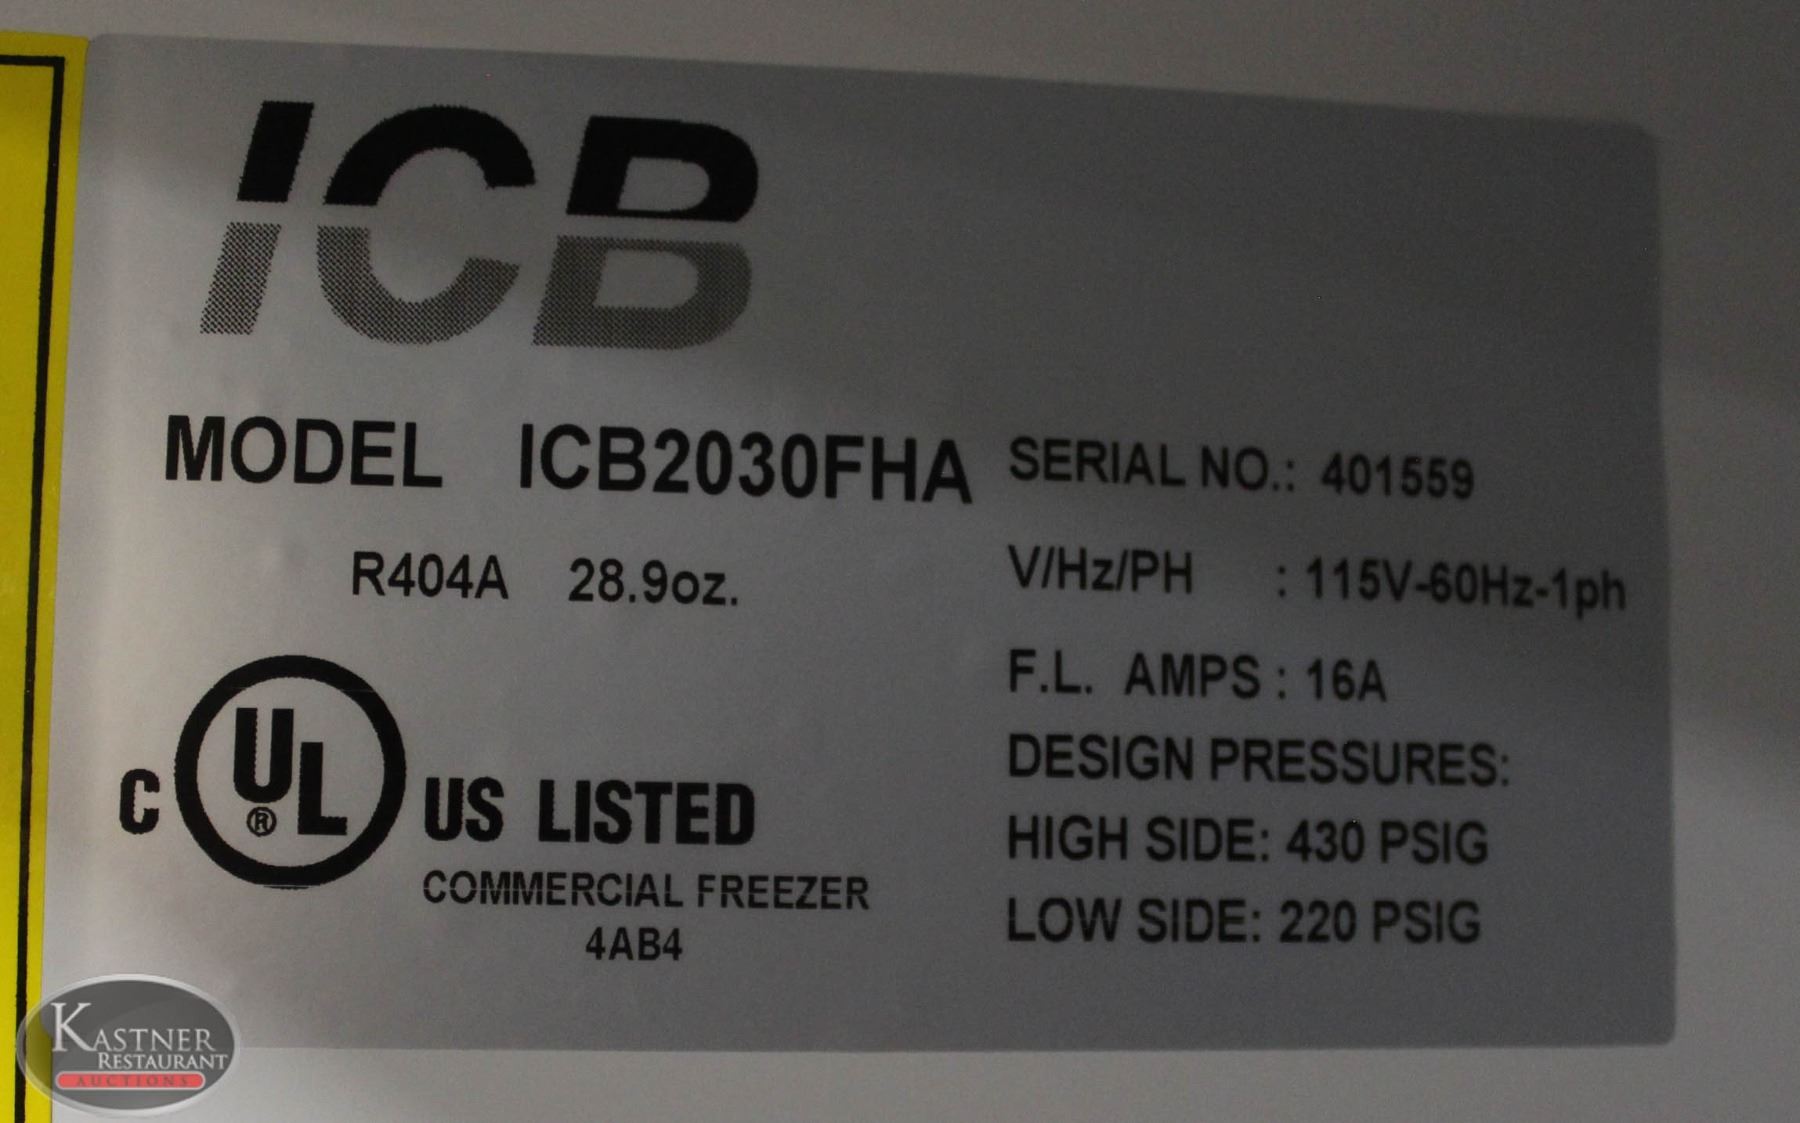 ICB
MODEL ICB2030FHA
R404A 28.9oz.
SERIAL NO.: 401559
V/Hz/PH : 115V-60Hz-1ph
F.L. AMPS : 16A
DESIGN PRESSURES:
HIGH SIDE: 430 PSIG
LOW SIDE: 220 PSIG
C UL ® US LISTED
COMMERCIAL FREEZER
4AB4
KASTNER
RESTAURANT
AUCTIONS